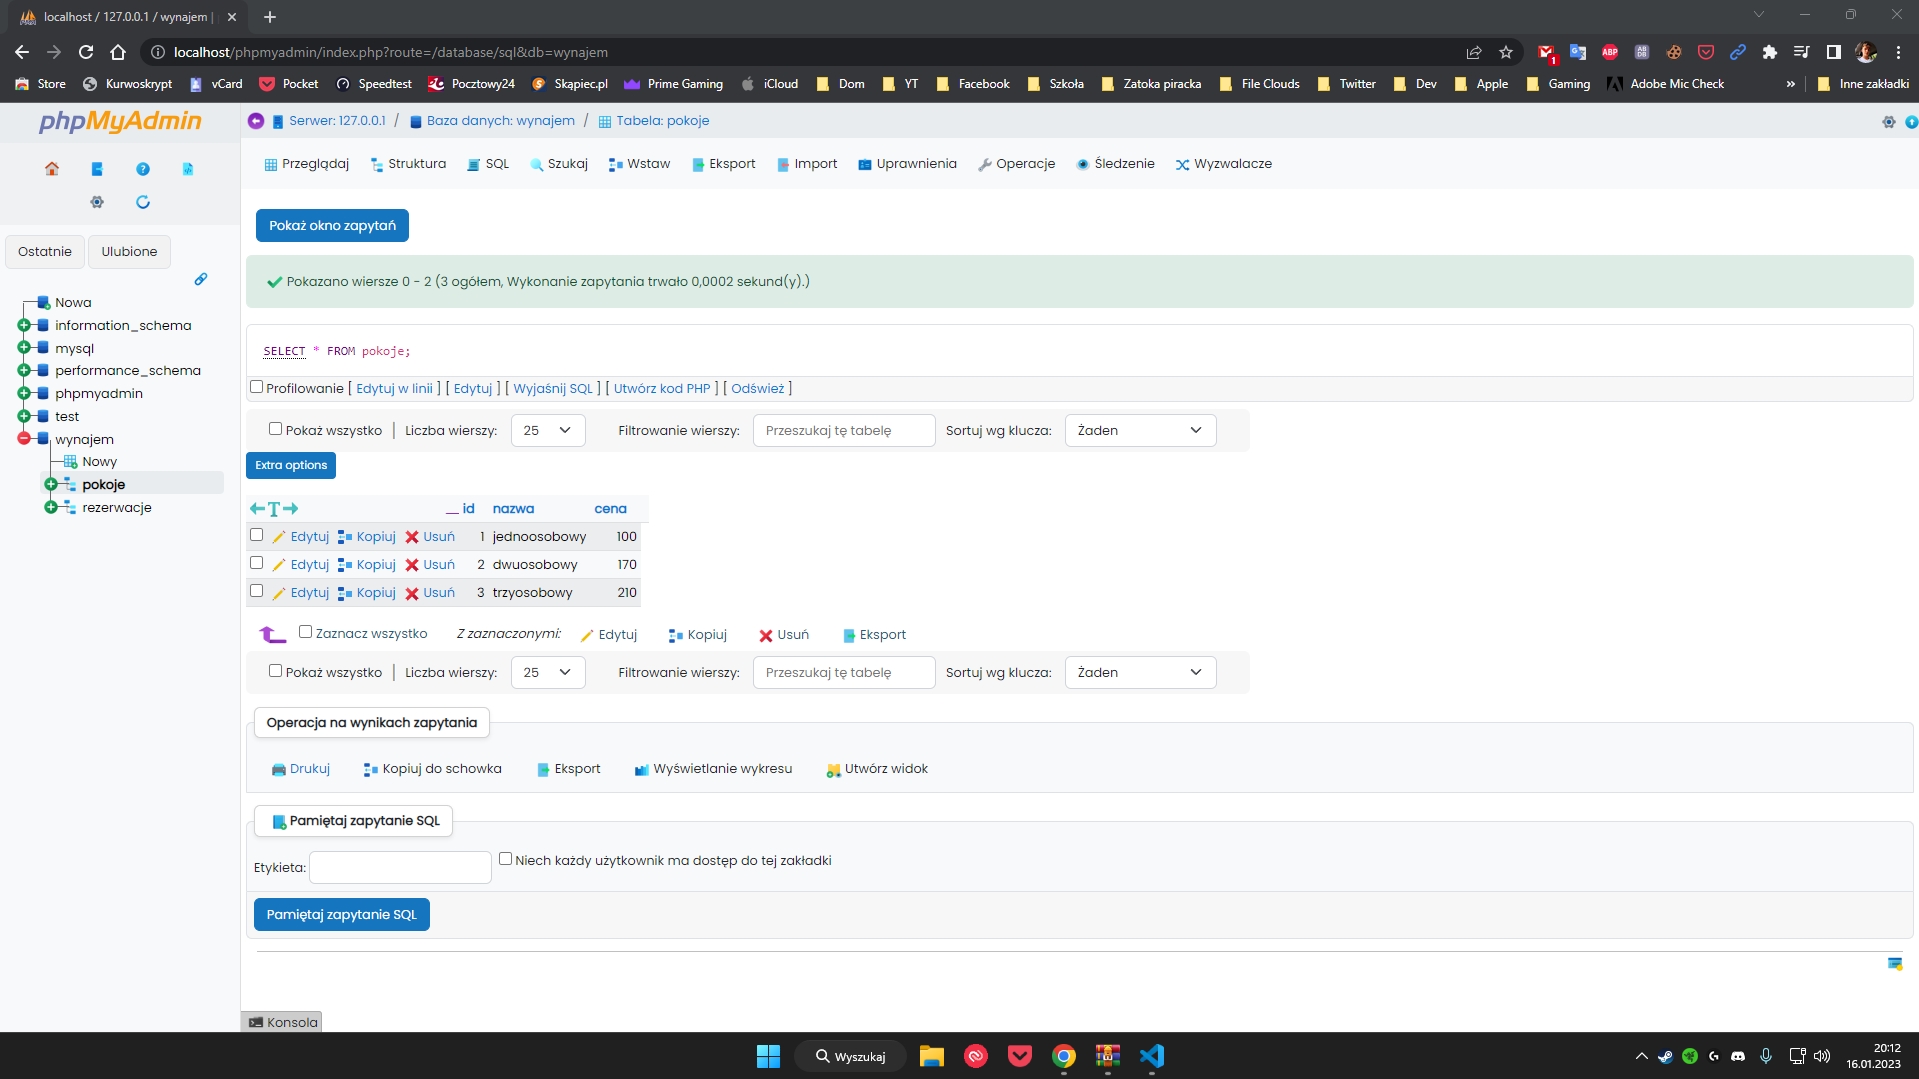 localhost / 127.0.0.1 / wynajem |
localhost/phpmyadmin/index.php?route=/database/sql&db=wynajem
1
ABP
Store
Kurwoskrypt
vCard
Pocket
Speedtest
Pocztowy24
Skąpiec.pl
Prime Gaming
iCloud
Dom
YT
Facebook
Szkoła
Zatoka piracka
File Clouds
Twitter
Dev
Apple
Gaming
Adobe Mic Check
»
Inne zakładki
phpMyAdmin
Serwer: 127.0.0.1 / Baza danych: wynajem / Tabela: pokoje
Przeglądaj
Struktura
SQL
Szukaj
Wstaw
Eksport
Import
Uprawnienia
Operacje
Śledzenie
Wyzwalacze
Ostatnie
Ulubione
Nowa
information_schema
mysql
performance_schema
phpmyadmin
test
wynajem
Nowy
pokoje
rezerwacje
Pokaż okno zapytań
Pokazano wiersze 0 - 2 (3 ogółem, Wykonanie zapytania trwało 0,0002 sekund(y).)
SELECT * FROM pokoje;
Profilowanie [ Edytuj w linii ] [ Edytuj ] [ Wyjaśnij SQL ] [ Utwórz kod PHP ] [ Odśwież ]
Pokaż wszystko | Liczba wierszy: 25 Filtrowanie wierszy: Przeszukaj tę tabelę Sortuj wg klucza: Żaden
Extra options
←T→ id nazwa cena
Edytuj Kopiuj Usuń 1 jednoosobowy 100
Edytuj Kopiuj Usuń 2 dwuosobowy 170
Edytuj Kopiuj Usuń 3 trzyosobowy 210
Zaznacz wszystko Z zaznaczonymi: Edytuj Kopiuj Usuń Eksport
Pokaż wszystko | Liczba wierszy: 25 Filtrowanie wierszy: Przeszukaj tę tabelę Sortuj wg klucza: Żaden
Operacja na wynikach zapytania
Drukuj Kopiuj do schowka Eksport Wyświetlanie wykresu Utwórz widok
Pamiętaj zapytanie SQL
Etykieta: Niech każdy użytkownik ma dostęp do tej zakładki
Pamiętaj zapytanie SQL
Konsola
Wyszukaj
20:12
16.01.2023